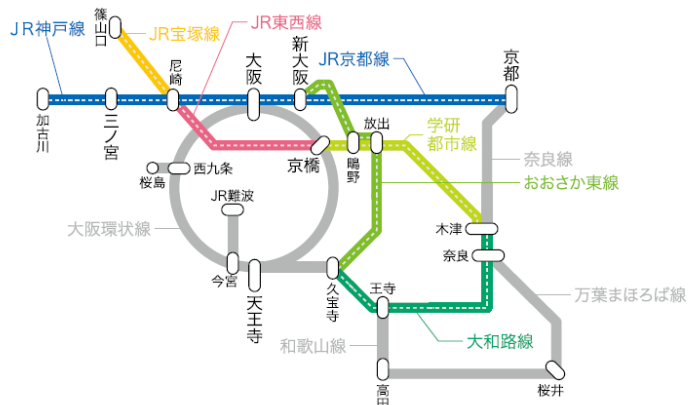 篠山口
JR神戸線
JR宝塚線
JR東西線
尼崎
大阪
新大阪
JR京都線
京都
加古川
三ノ宮
京橋
鴫野
放出
学研
都市線
奈良線
桜島
西九条
おおさか東線
JR難波
大阪環状線
木津
奈良
今宮
天王寺
久宝寺
王寺
万葉まほろば線
和歌山線
大和路線
高田
桜井